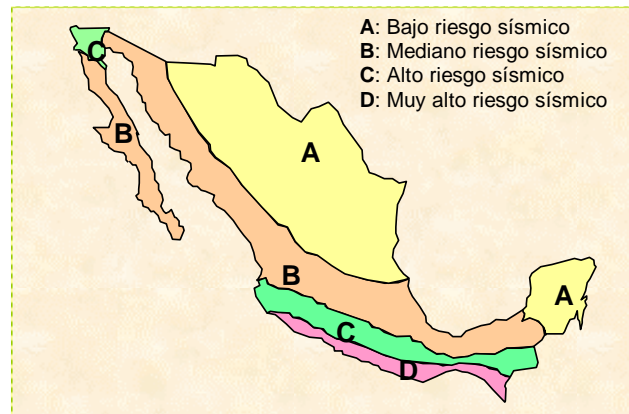 A: Bajo riesgo sísmico
B: Mediano riesgo sísmico
C: Alto riesgo sísmico
D: Muy alto riesgo sísmico
C
B
A
B
A
C
D